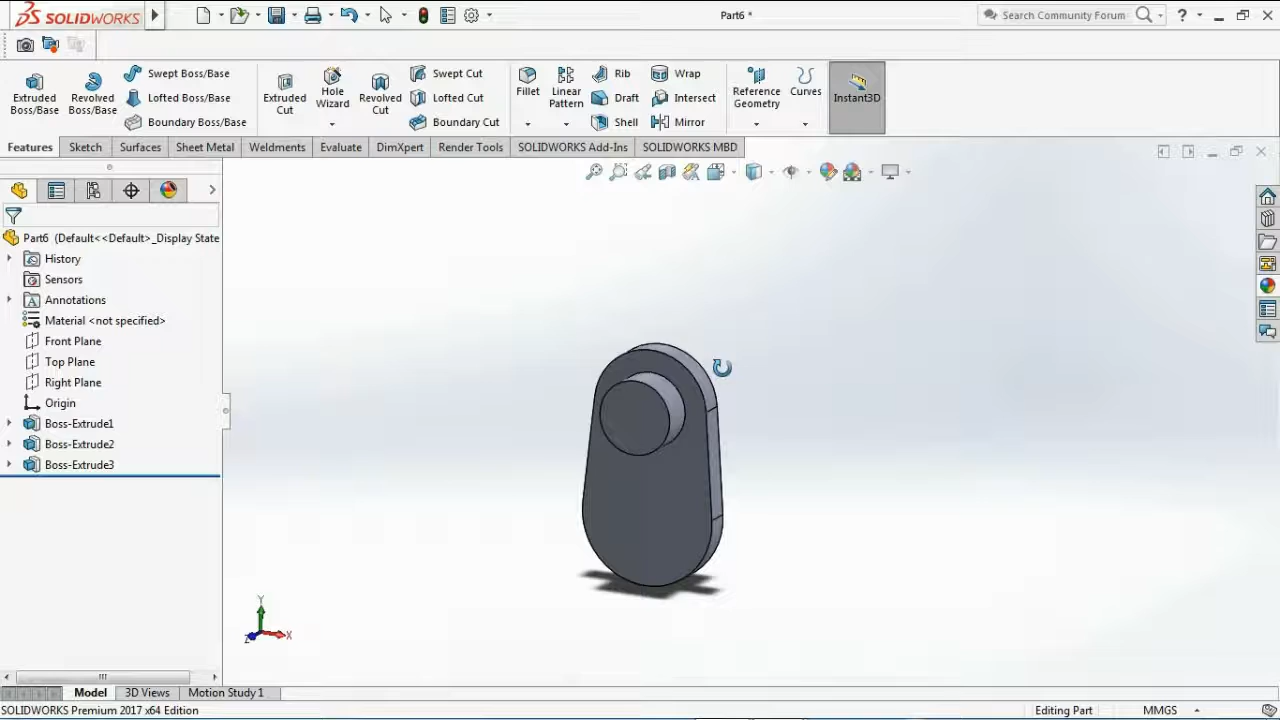 SOLIDWORKS
Part6 *
Search Community Forum
?
Extruded Boss/Base
Revolved Boss/Base
Swept Boss/Base
Lofted Boss/Base
Boundary Boss/Base
Extruded Cut
Hole Wizard
Revolved Cut
Swept Cut
Lofted Cut
Boundary Cut
Fillet
Linear Pattern
Rib
Draft
Shell
Wrap
Intersect
Mirror
Reference Geometry
Curves
Instant3D
Features
Sketch
Surfaces
Sheet Metal
Weldments
Evaluate
DimXpert
Render Tools
SOLIDWORKS Add-Ins
SOLIDWORKS MBD
Part6 (Default<<Default>_Display State
History
Sensors
Annotations
Material <not specified>
Front Plane
Top Plane
Right Plane
Origin
Boss-Extrude1
Boss-Extrude2
Boss-Extrude3
Y
Z
X
Model
3D Views
Motion Study 1
SOLIDWORKS Premium 2017 x64 Edition
Editing Part
MMGS